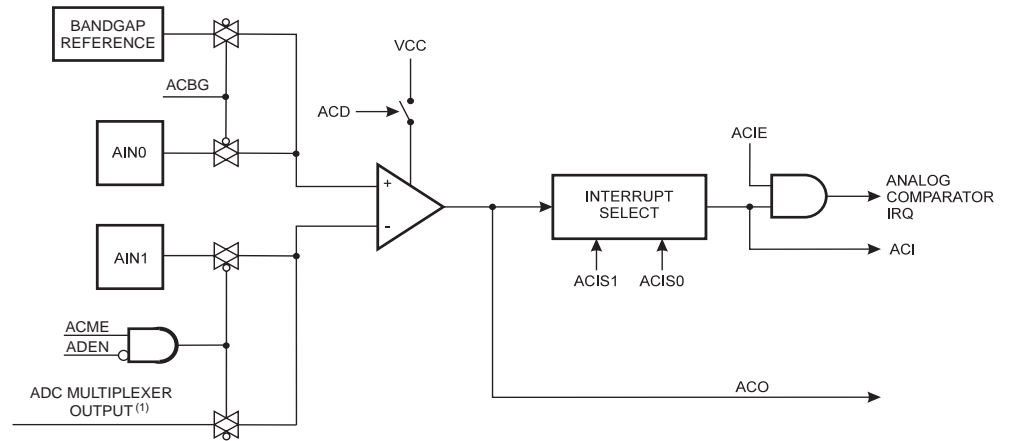 BANDGAP
REFERENCE
VCC
ACBG
ACD
AIN0
ACIE
+
-
INTERRUPT
SELECT
ANALOG
COMPARATOR
IRQ
AIN1
ACI
ACIS1 ACIS0
ACME
ADEN
ADC MULTIPLEXER
OUTPUT (1)
ACO